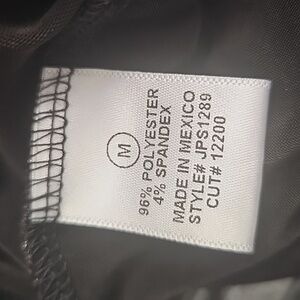 M
96% POLYESTER
4% SPANDEX
MADE IN MEXICO
STYLE# JPS1289
CUT# 12200